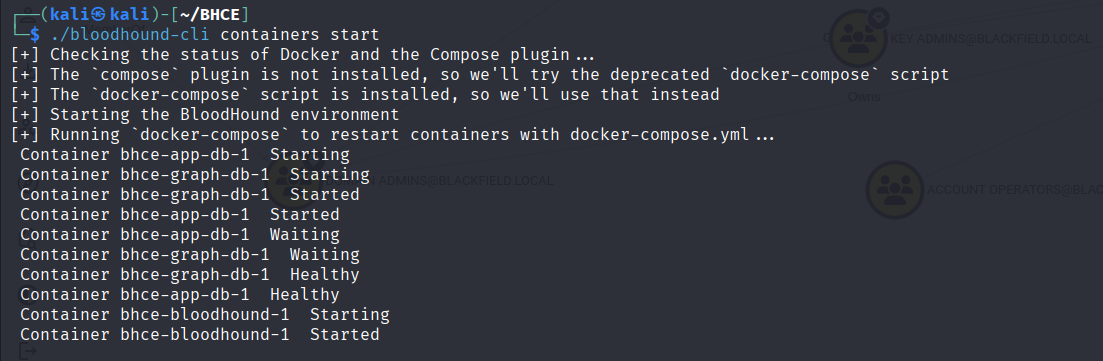 ┌──(kali㉿kali)-[~/BHCE]
└─$ ./bloodhound-cli containers start
[+] Checking the status of Docker and the Compose plugin...
[+] The `compose` plugin is not installed, so we'll try the deprecated `docker-compose` script
[+] The `docker-compose` script is installed, so we'll use that instead
[+] Starting the BloodHound environment
[+] Running `docker-compose` to restart containers with docker-compose.yml...
Container bhce-app-db-1  Starting
Container bhce-graph-db-1  Starting
Container bhce-graph-db-1  Started
Container bhce-app-db-1  Started
Container bhce-app-db-1  Waiting
Container bhce-graph-db-1  Waiting
Container bhce-graph-db-1  Healthy
Container bhce-app-db-1  Healthy
Container bhce-bloodhound-1  Starting
Container bhce-bloodhound-1  Started
KEY ADMINS@BLACKFIELD.LOCAL
Owns
ADMINS@BLACKFIELD.LOCAL
ACCOUNT OPERATORS@BLAC